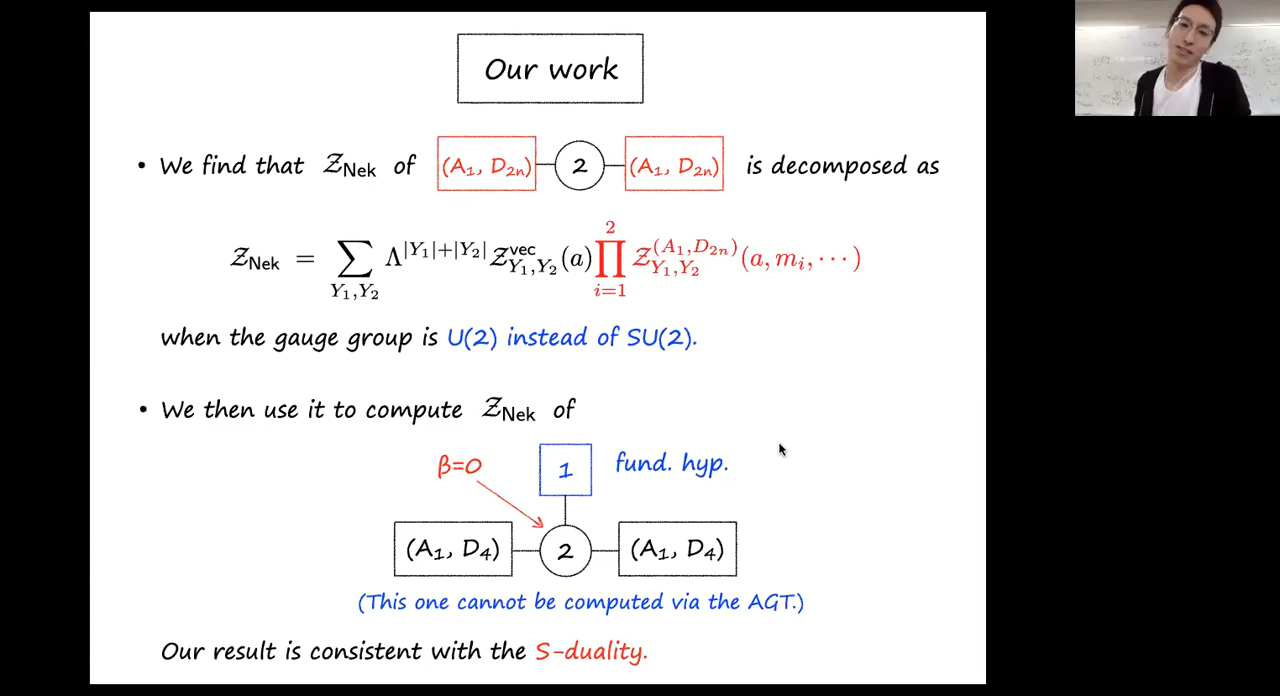 Our work
• We find that 𝒵_Nek of (A₁, D₂ₙ) 2 (A₁, D₂ₙ) is decomposed as
𝒵_Nek = ∑_{Y₁,Y₂} Λ^{|Y₁|+|Y₂|} 𝒵^{vec}_{Y₁,Y₂}(a) ∏_{i=1}^{2} 𝒵^{(A₁,D₂ₙ)}_{Y₁,Y₂}(a, m_i, ⋯)
when the gauge group is U(2) instead of SU(2).
• We then use it to compute 𝒵_Nek of
β=0 1 fund. hyp.
(A₁, D₄) 2 (A₁, D₄)
(This one cannot be computed via the AGT.)
Our result is consistent with the S-duality.